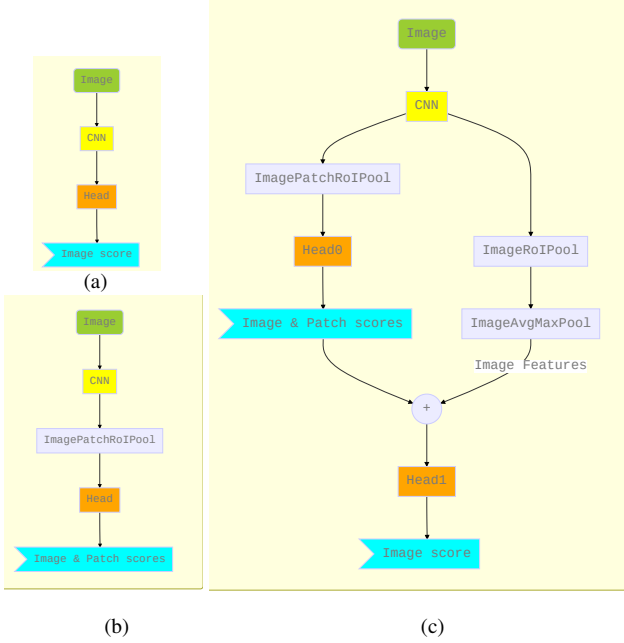 Image
CNN
Head
Image score
(a)
Image
CNN
ImagePatchRoIPool
Head
Image & Patch scores
(b)
Image
CNN
ImagePatchRoIPool
Head0
ImageRoIPool
Image & Patch scores
ImageAvgMaxPool
Image Features
+
Head1
Image score
(c)